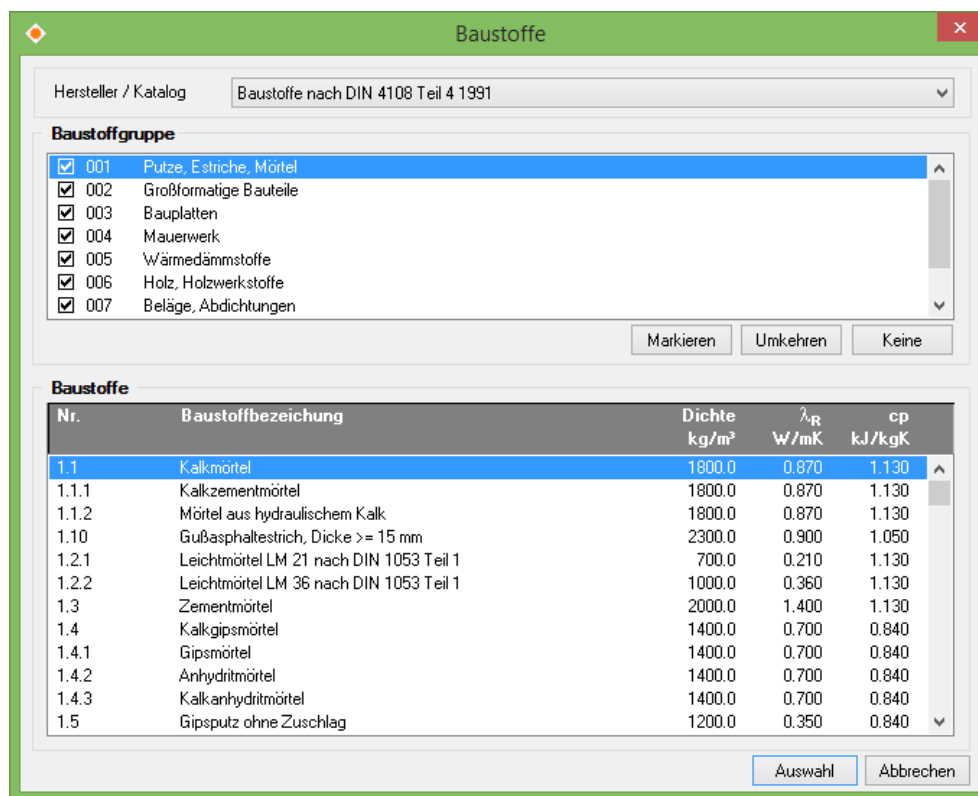 Baustoffe
Hersteller / Katalog Baustoffe nach DIN 4108 Teil 4 1991
Baustoffgruppe
001 Putze, Estriche, Mörtel
002 Großformatige Bauteile
003 Bauplatten
004 Mauerwerk
005 Wärmedämmstoffe
006 Holz, Holzwerkstoffe
007 Beläge, Abdichtungen
Markieren Umkehren Keine
Baustoffe
Nr. Baustoffbezeichung Dichte λR cp
kg/m³ W/mK kJ/kgK
1.1 Kalkmörtel 1800.0 0.870 1.130
1.1.1 Kalkzementmörtel 1800.0 0.870 1.130
1.1.2 Mörtel aus hydraulischem Kalk 1800.0 0.870 1.130
1.10 Gußasphaltestrich, Dicke >= 15 mm 2300.0 0.900 1.050
1.2.1 Leichtmörtel LM 21 nach DIN 1053 Teil 1 700.0 0.210 1.130
1.2.2 Leichtmörtel LM 36 nach DIN 1053 Teil 1 1000.0 0.360 1.130
1.3 Zementmörtel 2000.0 1.400 1.130
1.4 Kalkgipsmörtel 1400.0 0.700 0.840
1.4.1 Gipsmörtel 1400.0 0.700 0.840
1.4.2 Anhydritmörtel 1400.0 0.700 0.840
1.4.3 Kalkanhydritmörtel 1400.0 0.700 0.840
1.5 Gipsputz ohne Zuschlag 1200.0 0.350 0.840
Auswahl Abbrechen